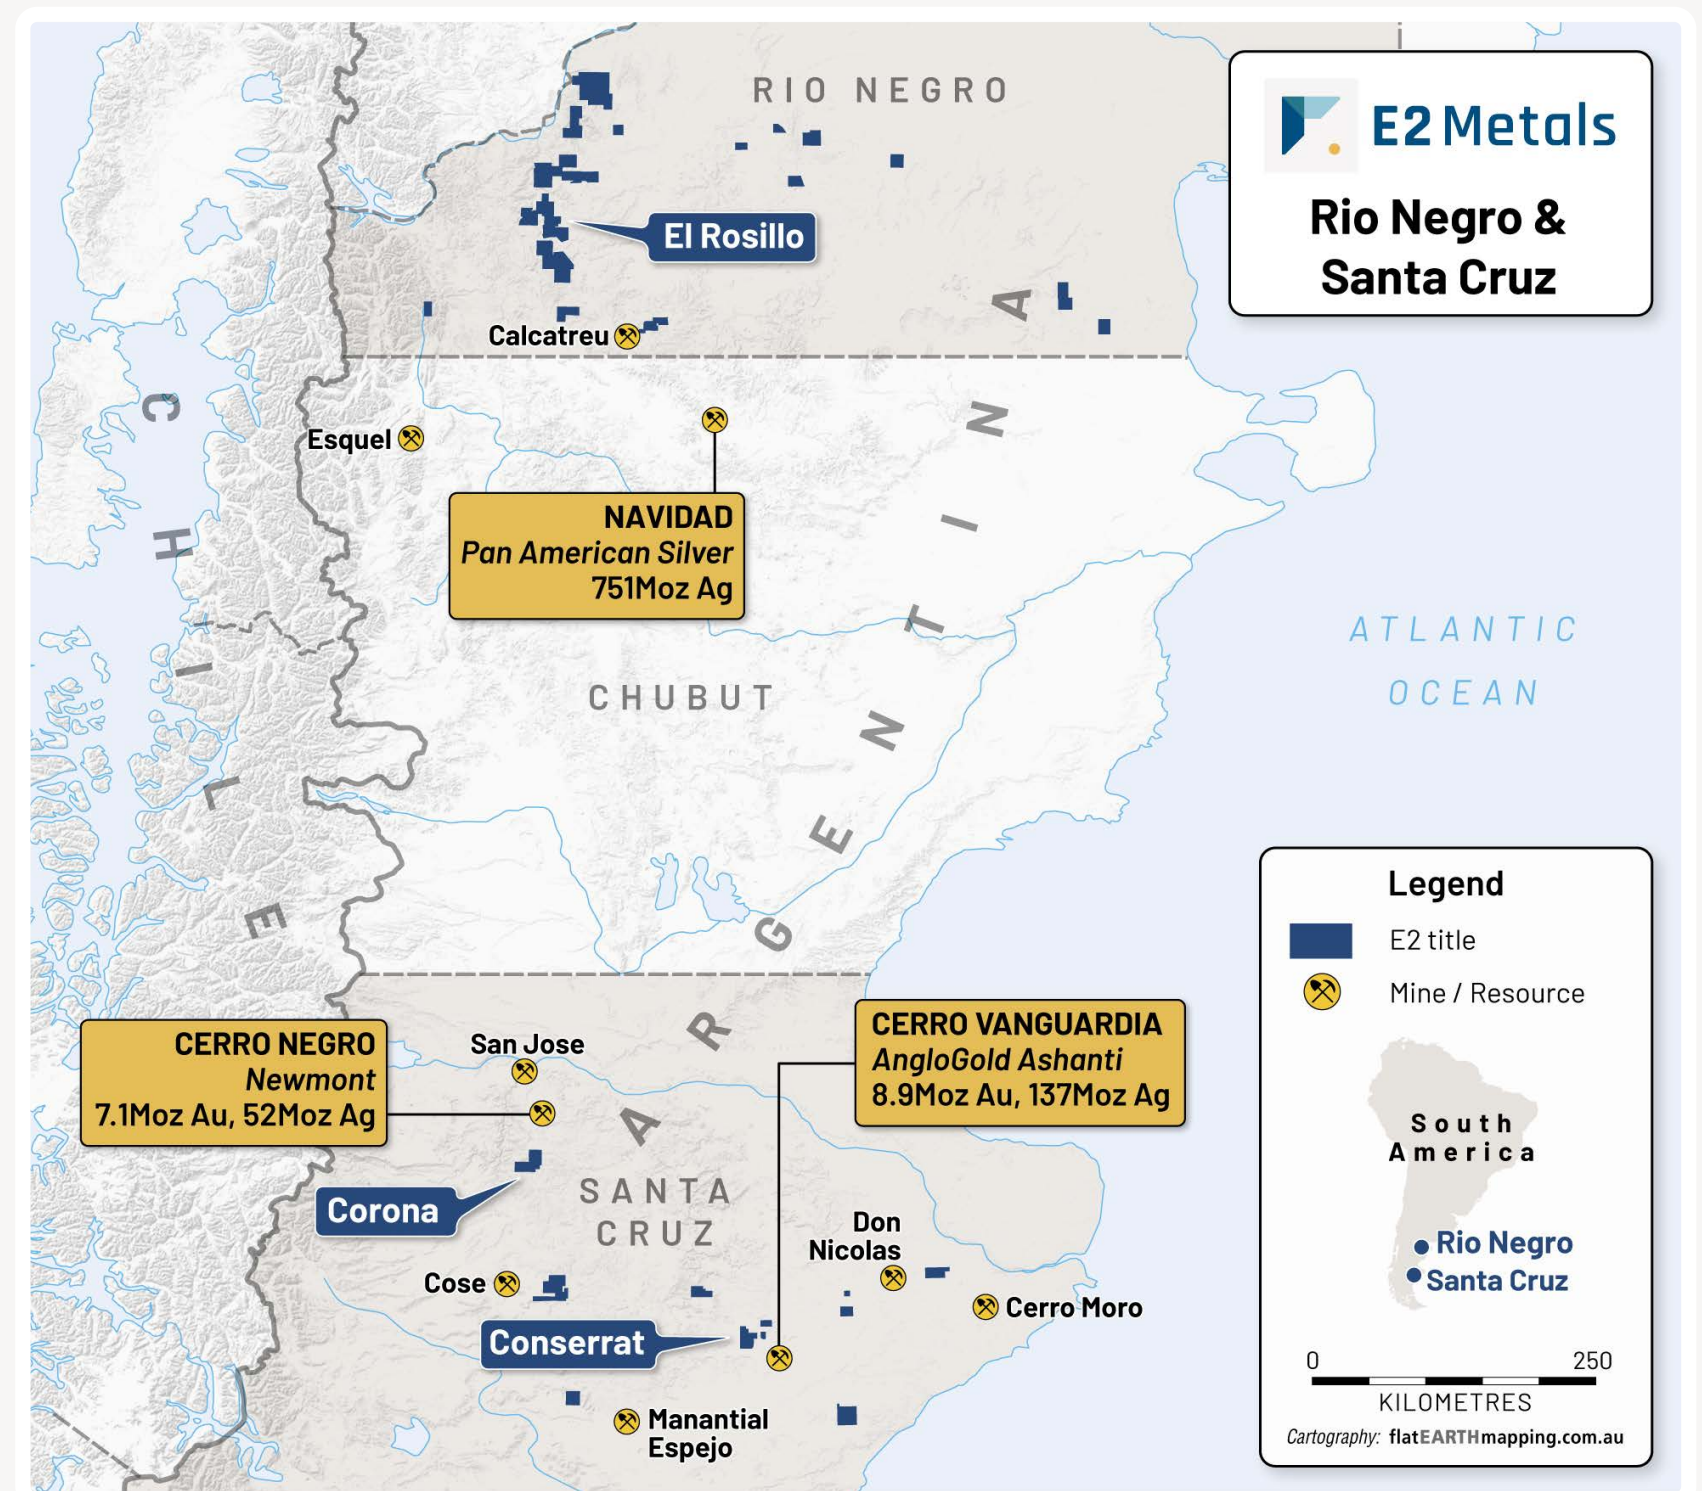 RIO NEGRO
E2Metals
Rio Negro &
Santa Cruz
El Rosillo
Calcatreu
Esquel
NAVIDAD
Pan American Silver
751Moz Ag
CHILE
ARGENTINA
ATLANTIC
OCEAN
CHUBUT
CERRO NEGRO
Newmont
7.1Moz Au, 52Moz Ag
San Jose
CERRO VANGUARDIA
AngloGold Ashanti
8.9Moz Au, 137Moz Ag
Corona
SANTA
CRUZ
Don
Nicolas
Cose
Cerro Moro
Conserrat
Manantial
Espejo
Legend
E2 title
Mine / Resource
South
America
Rio Negro
Santa Cruz
0 250
KILOMETRES
Cartography: flatEARTHmapping.com.au